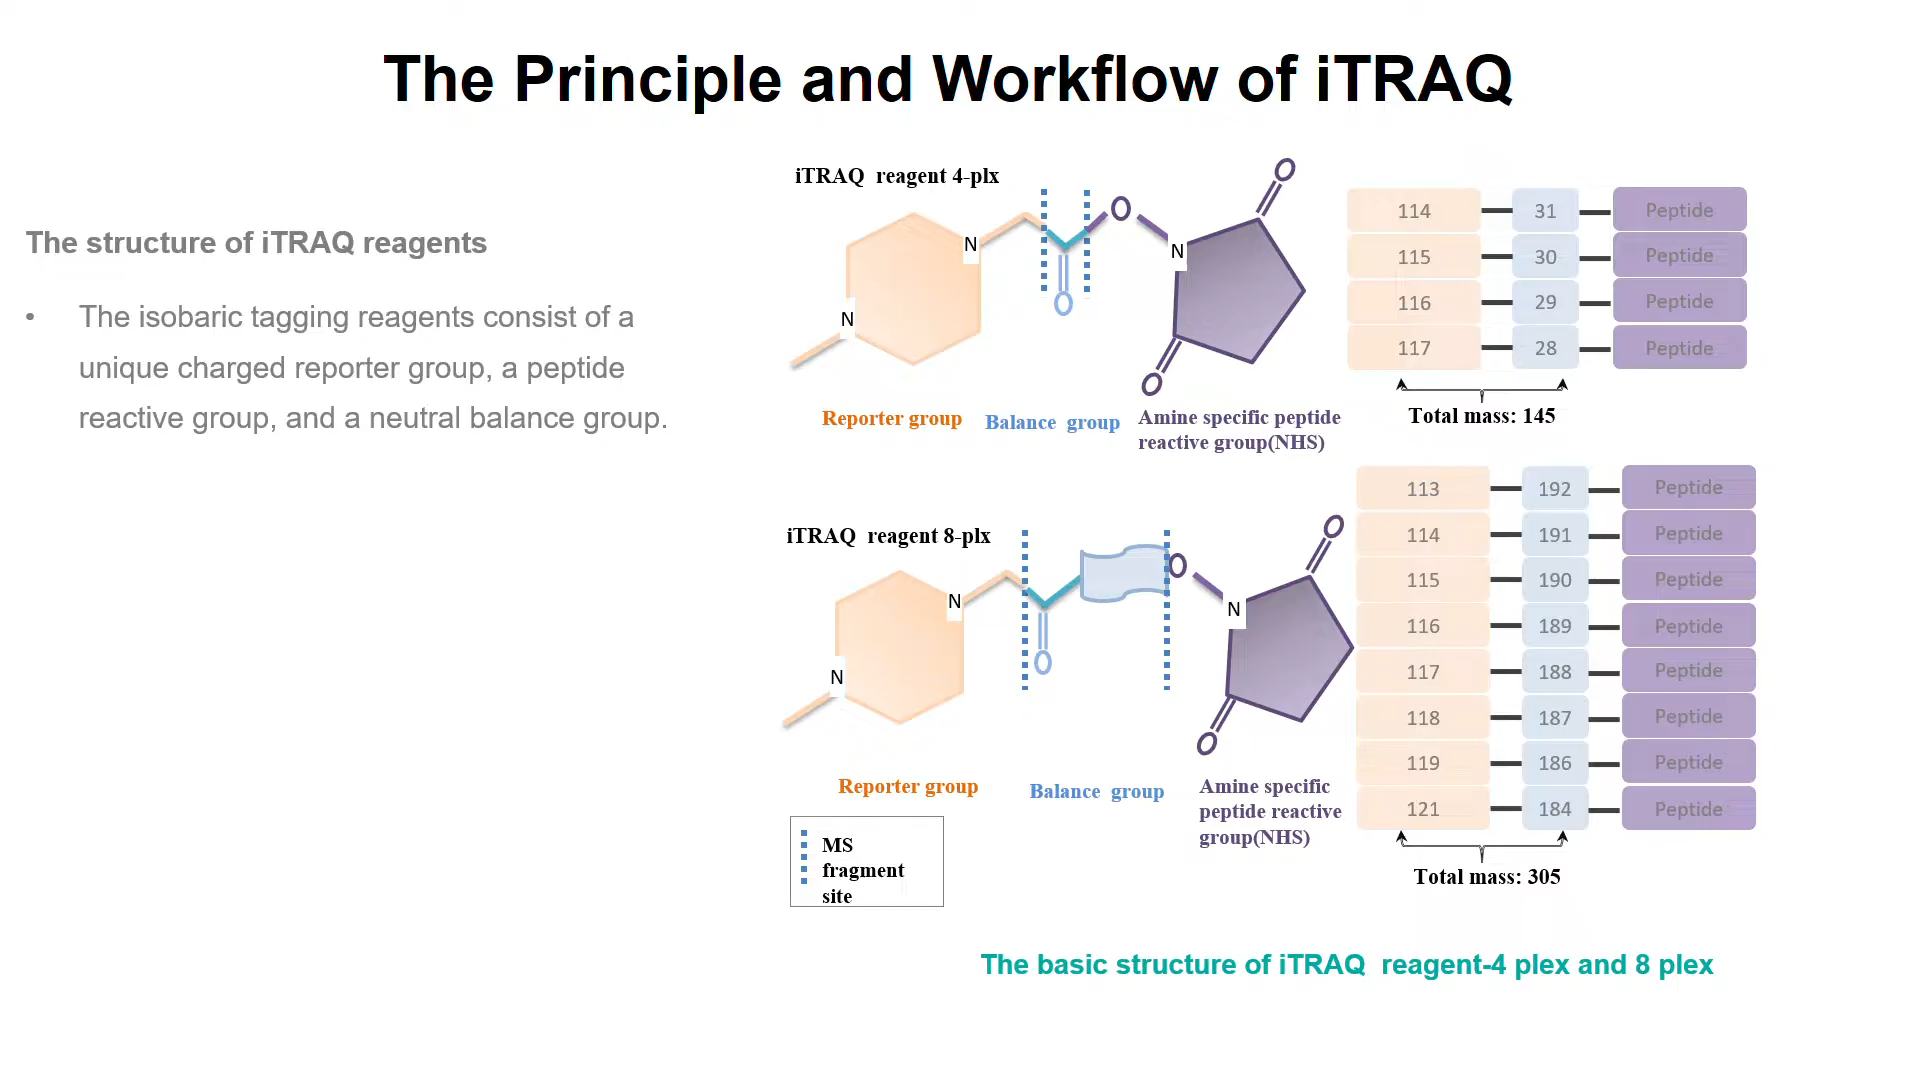 The Principle and Workflow of iTRAQ
The structure of iTRAQ reagents
• The isobaric tagging reagents consist of a
unique charged reporter group, a peptide
reactive group, and a neutral balance group.
iTRAQ reagent 4-plx
N
N
O
O
N
O
O
Reporter group
Balance group
Amine specific peptide
reactive group(NHS)
114 31 Peptide
115 30 Peptide
116 29 Peptide
117 28 Peptide
Total mass: 145
iTRAQ reagent 8-plx
N
N
O
O
N
O
O
Reporter group
Balance group
Amine specific
peptide reactive
group(NHS)
113 192 Peptide
114 191 Peptide
115 190 Peptide
116 189 Peptide
117 188 Peptide
118 187 Peptide
119 186 Peptide
121 184 Peptide
Total mass: 305
MS
fragment
site
The basic structure of iTRAQ reagent-4 plex and 8 plex